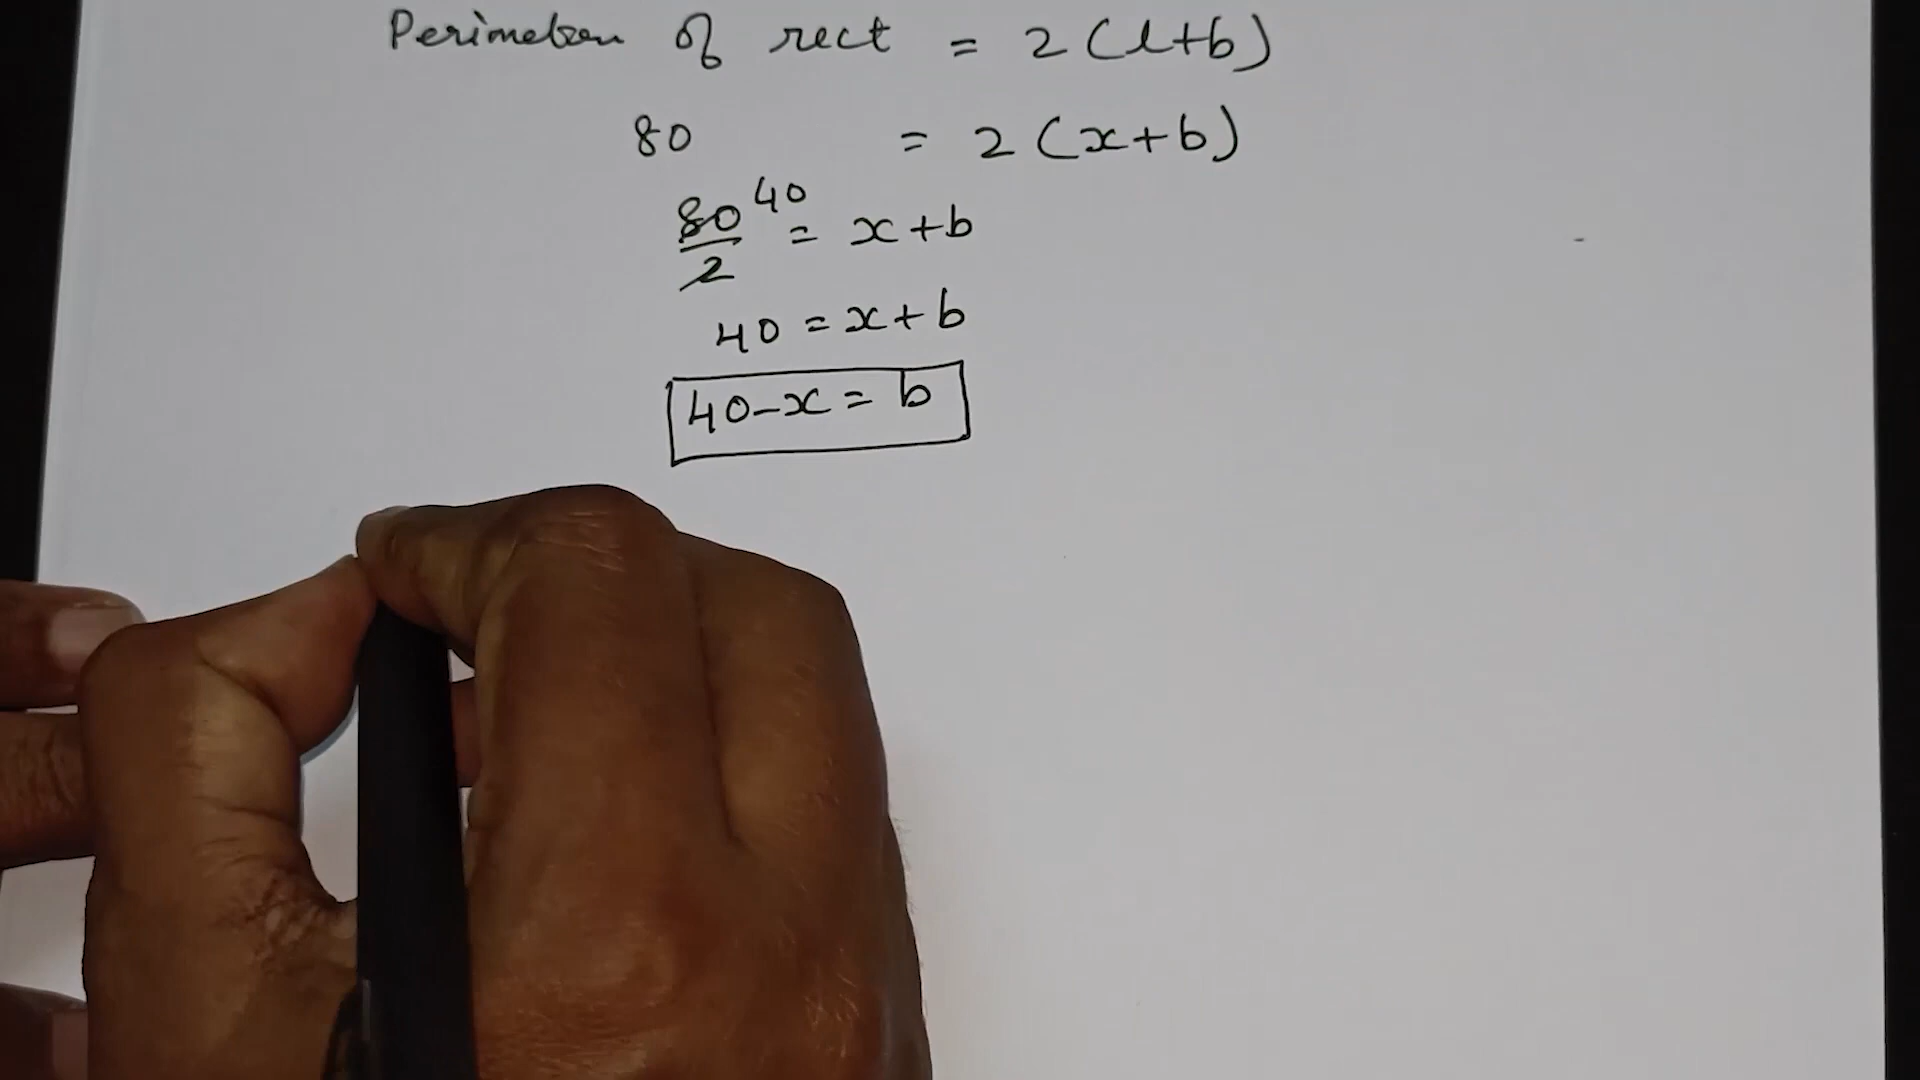 Perimeter of rect = 2(l+b)
80 = 2(x+b)
80/2 40 = x+b
40 = x+b
40-x = b